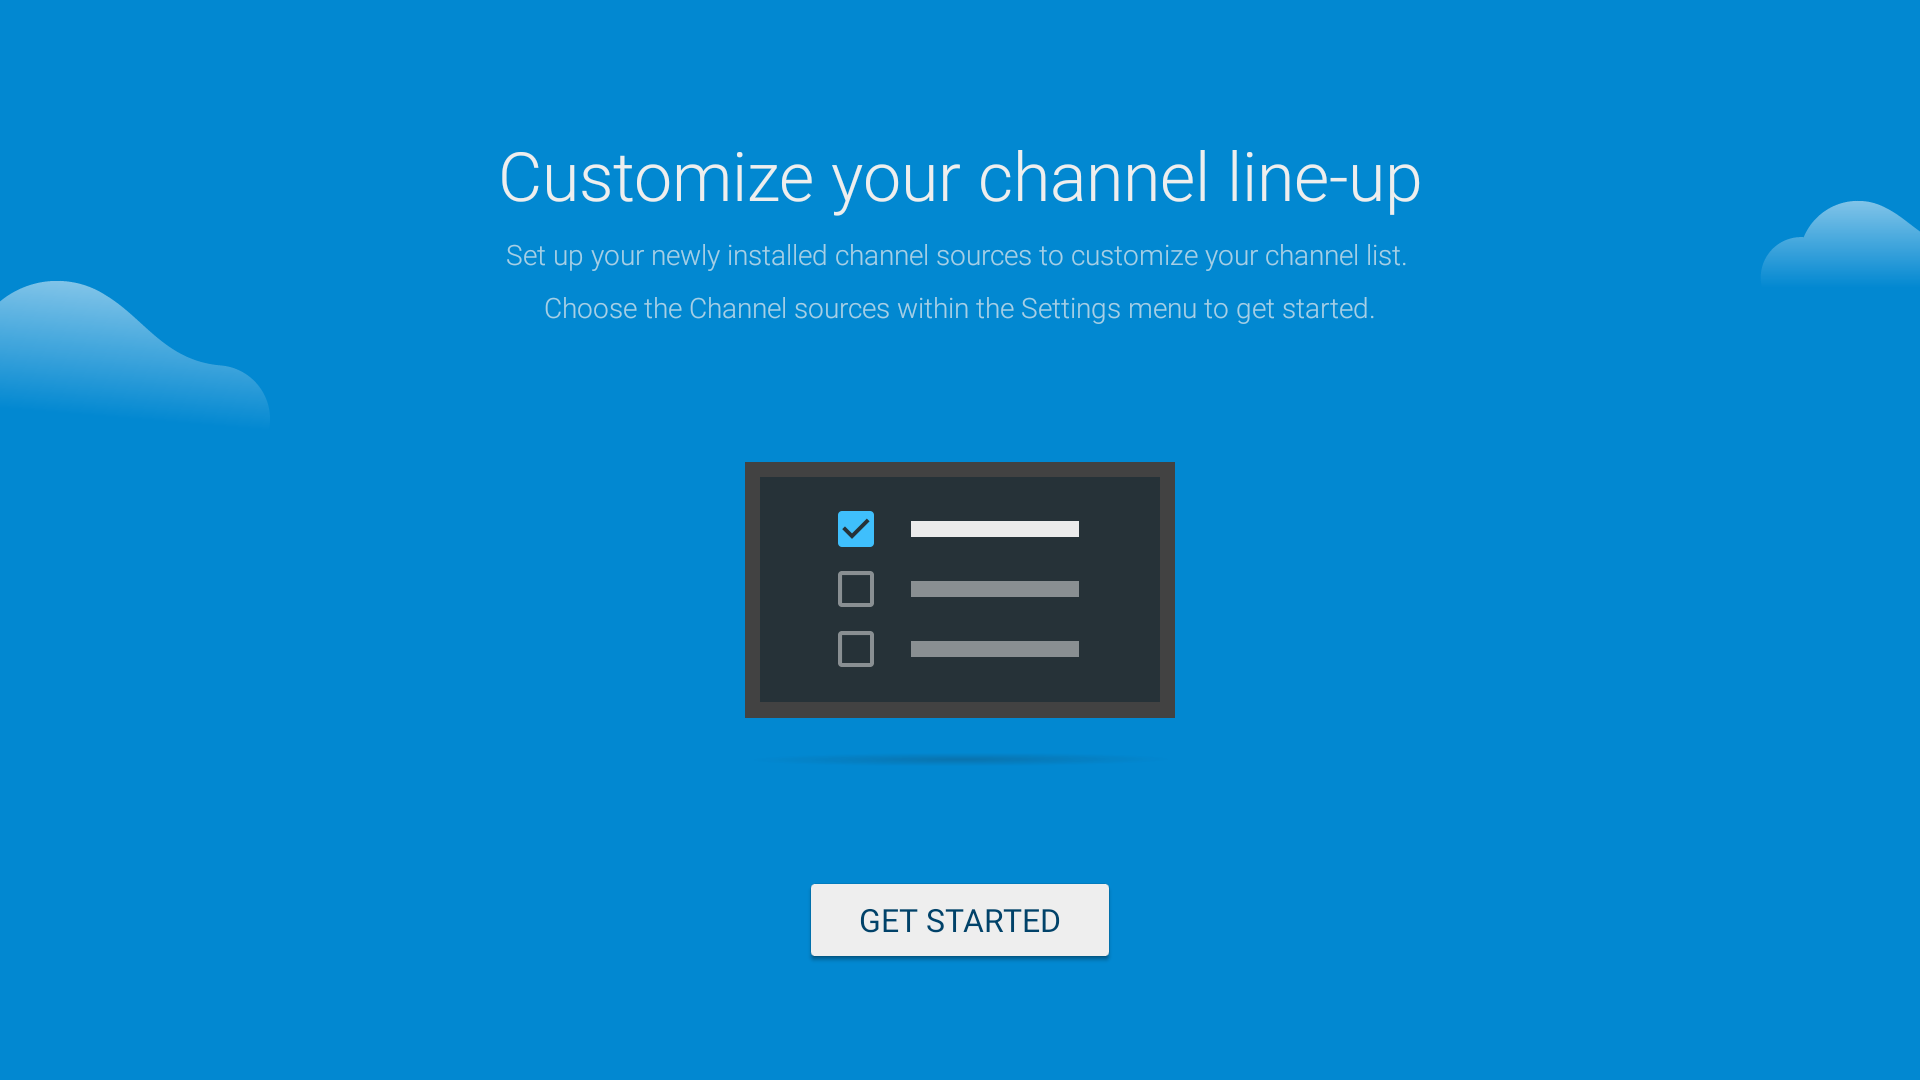 Customize your channel line-up
Set up your newly installed channel sources to customize your channel list.
Choose the Channel sources within the Settings menu to get started.
GET STARTED